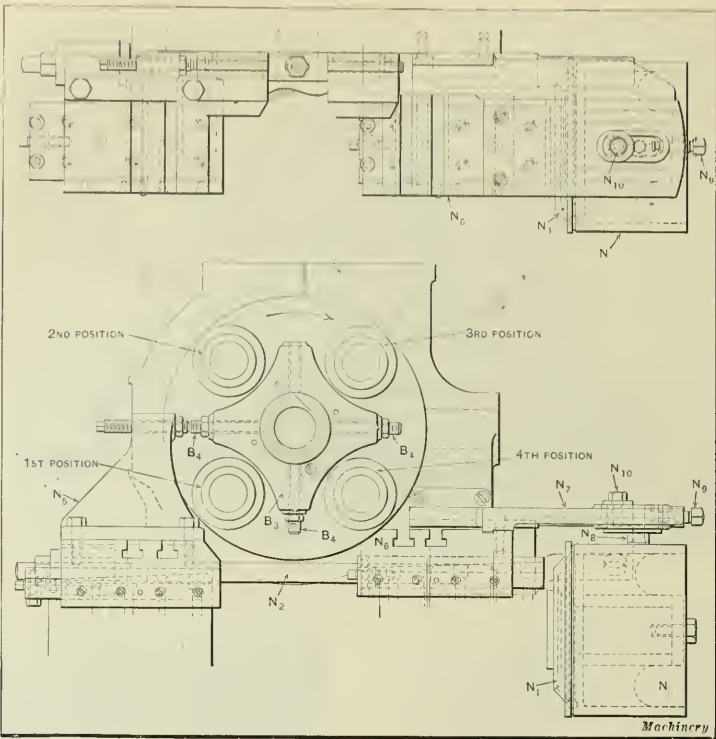 N10
N9
N6
N1
N
2ND POSITION
3RD POSITION
B4
B4
1ST POSITION
4TH POSITION
N10
N5
N7
N9
B3
B4
N6
N8
N2
N1
N
Machinery